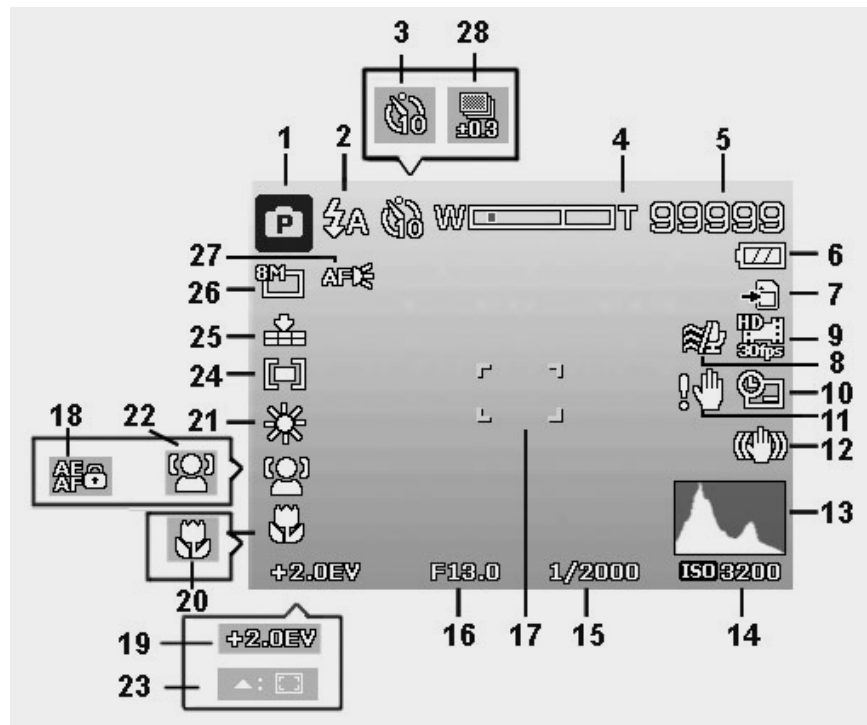 3 28
10 ±0.3
1 2 4 5
P A 10 W T 99999
27 6
8M AF
26 7
HD
30fps
25 9
8
24 10
11
18 22 21 12
AE
AF
13
+2.0EV F13.0 1/2000 ISO 3200
20 16 17 15 14
19 +2.0EV
23 :